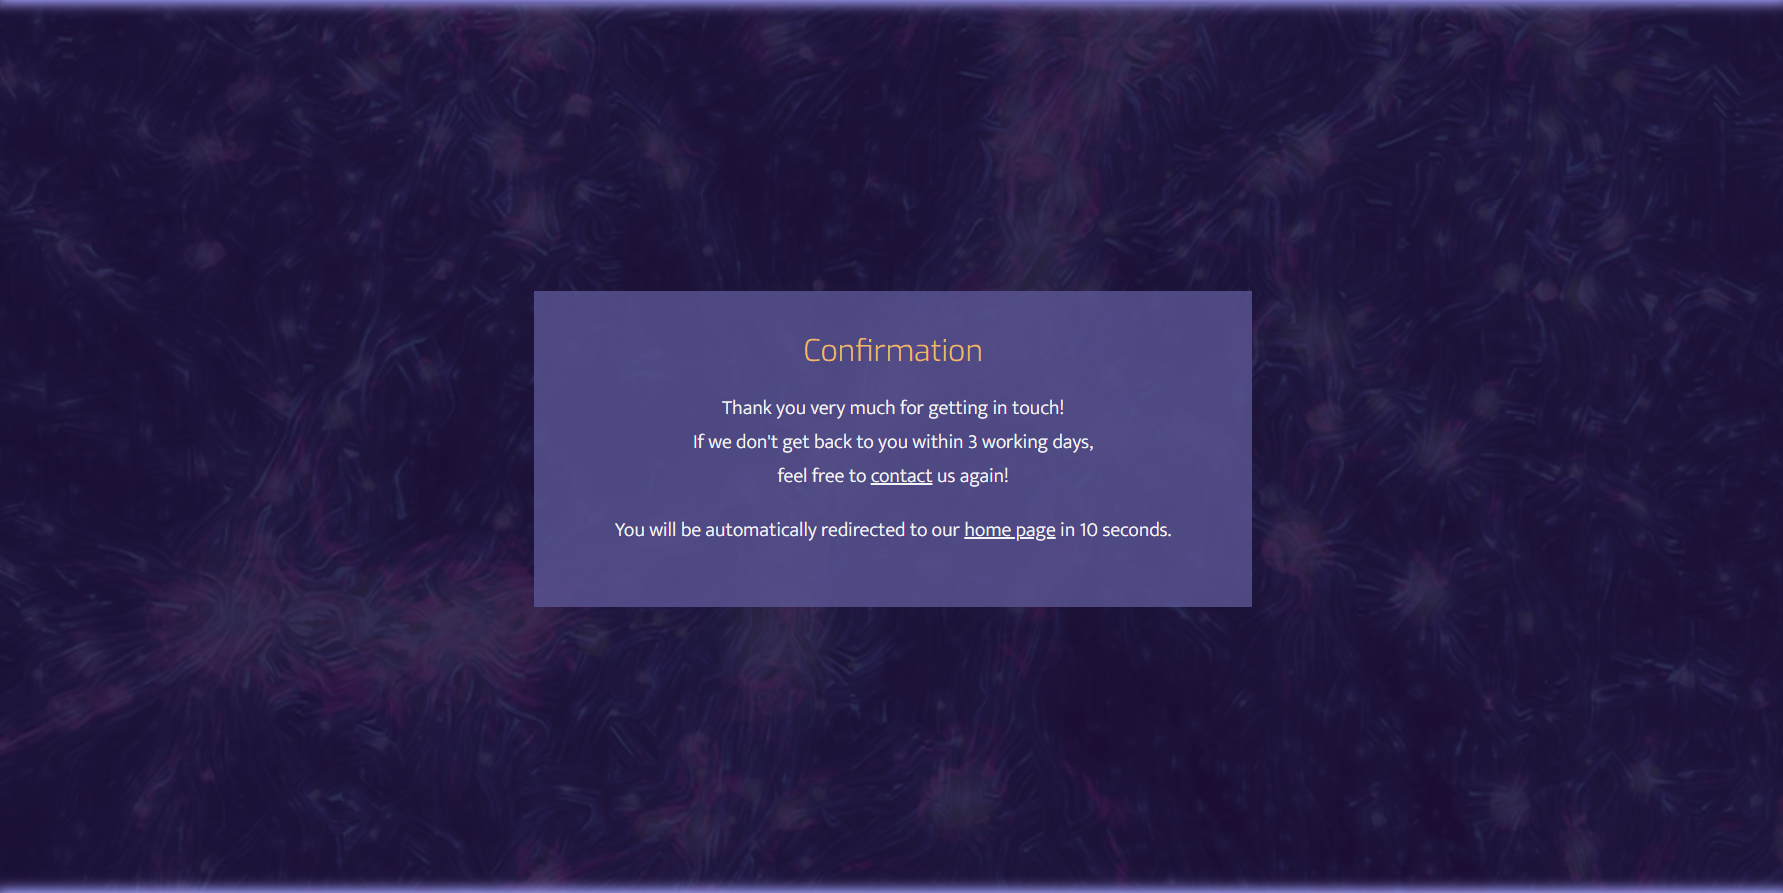 Confirmation
Thank you very much for getting in touch!
If we don't get back to you within 3 working days,
feel free to contact us again!
You will be automatically redirected to our home page in 10 seconds.